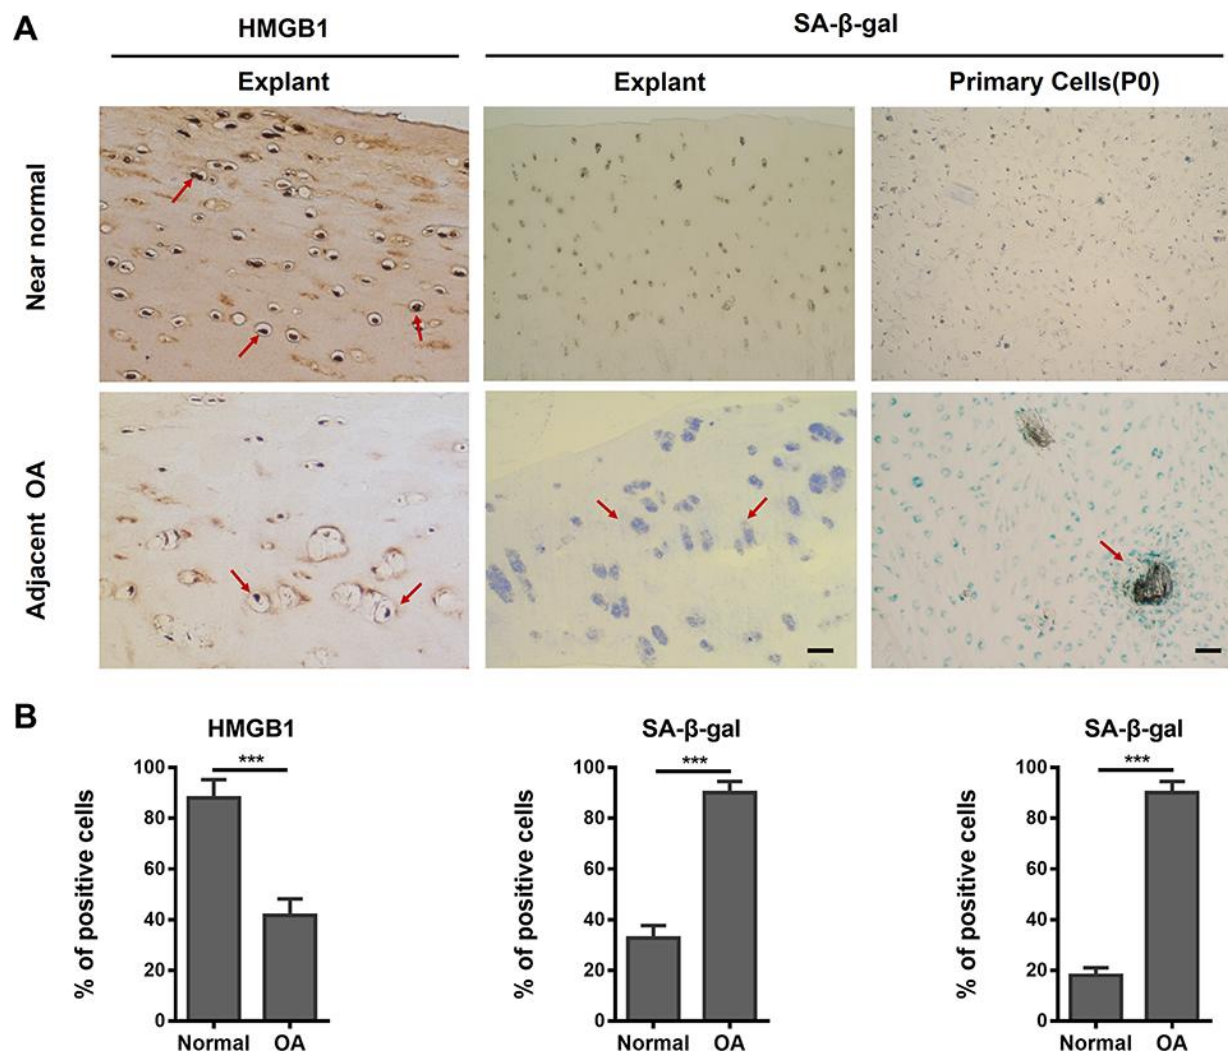 A
HMGB1
SA-β-gal
Explant
Explant
Primary Cells(P0)
Near normal
Adjacent OA
B
HMGB1
SA-β-gal
SA-β-gal
% of positive cells
100
80
60
40
20
0
***
Normal
OA
% of positive cells
100
80
60
40
20
0
***
Normal
OA
% of positive cells
100
80
60
40
20
0
***
Normal
OA